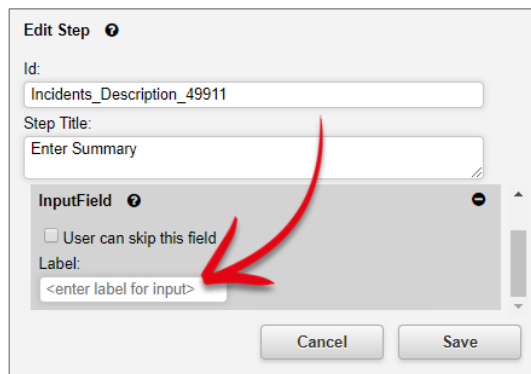 Edit Step ?
Id:
Incidents_Description_49911
Step Title:
Enter Summary
InputField ?
User can skip this field
Label:
<enter label for input>
Cancel Save